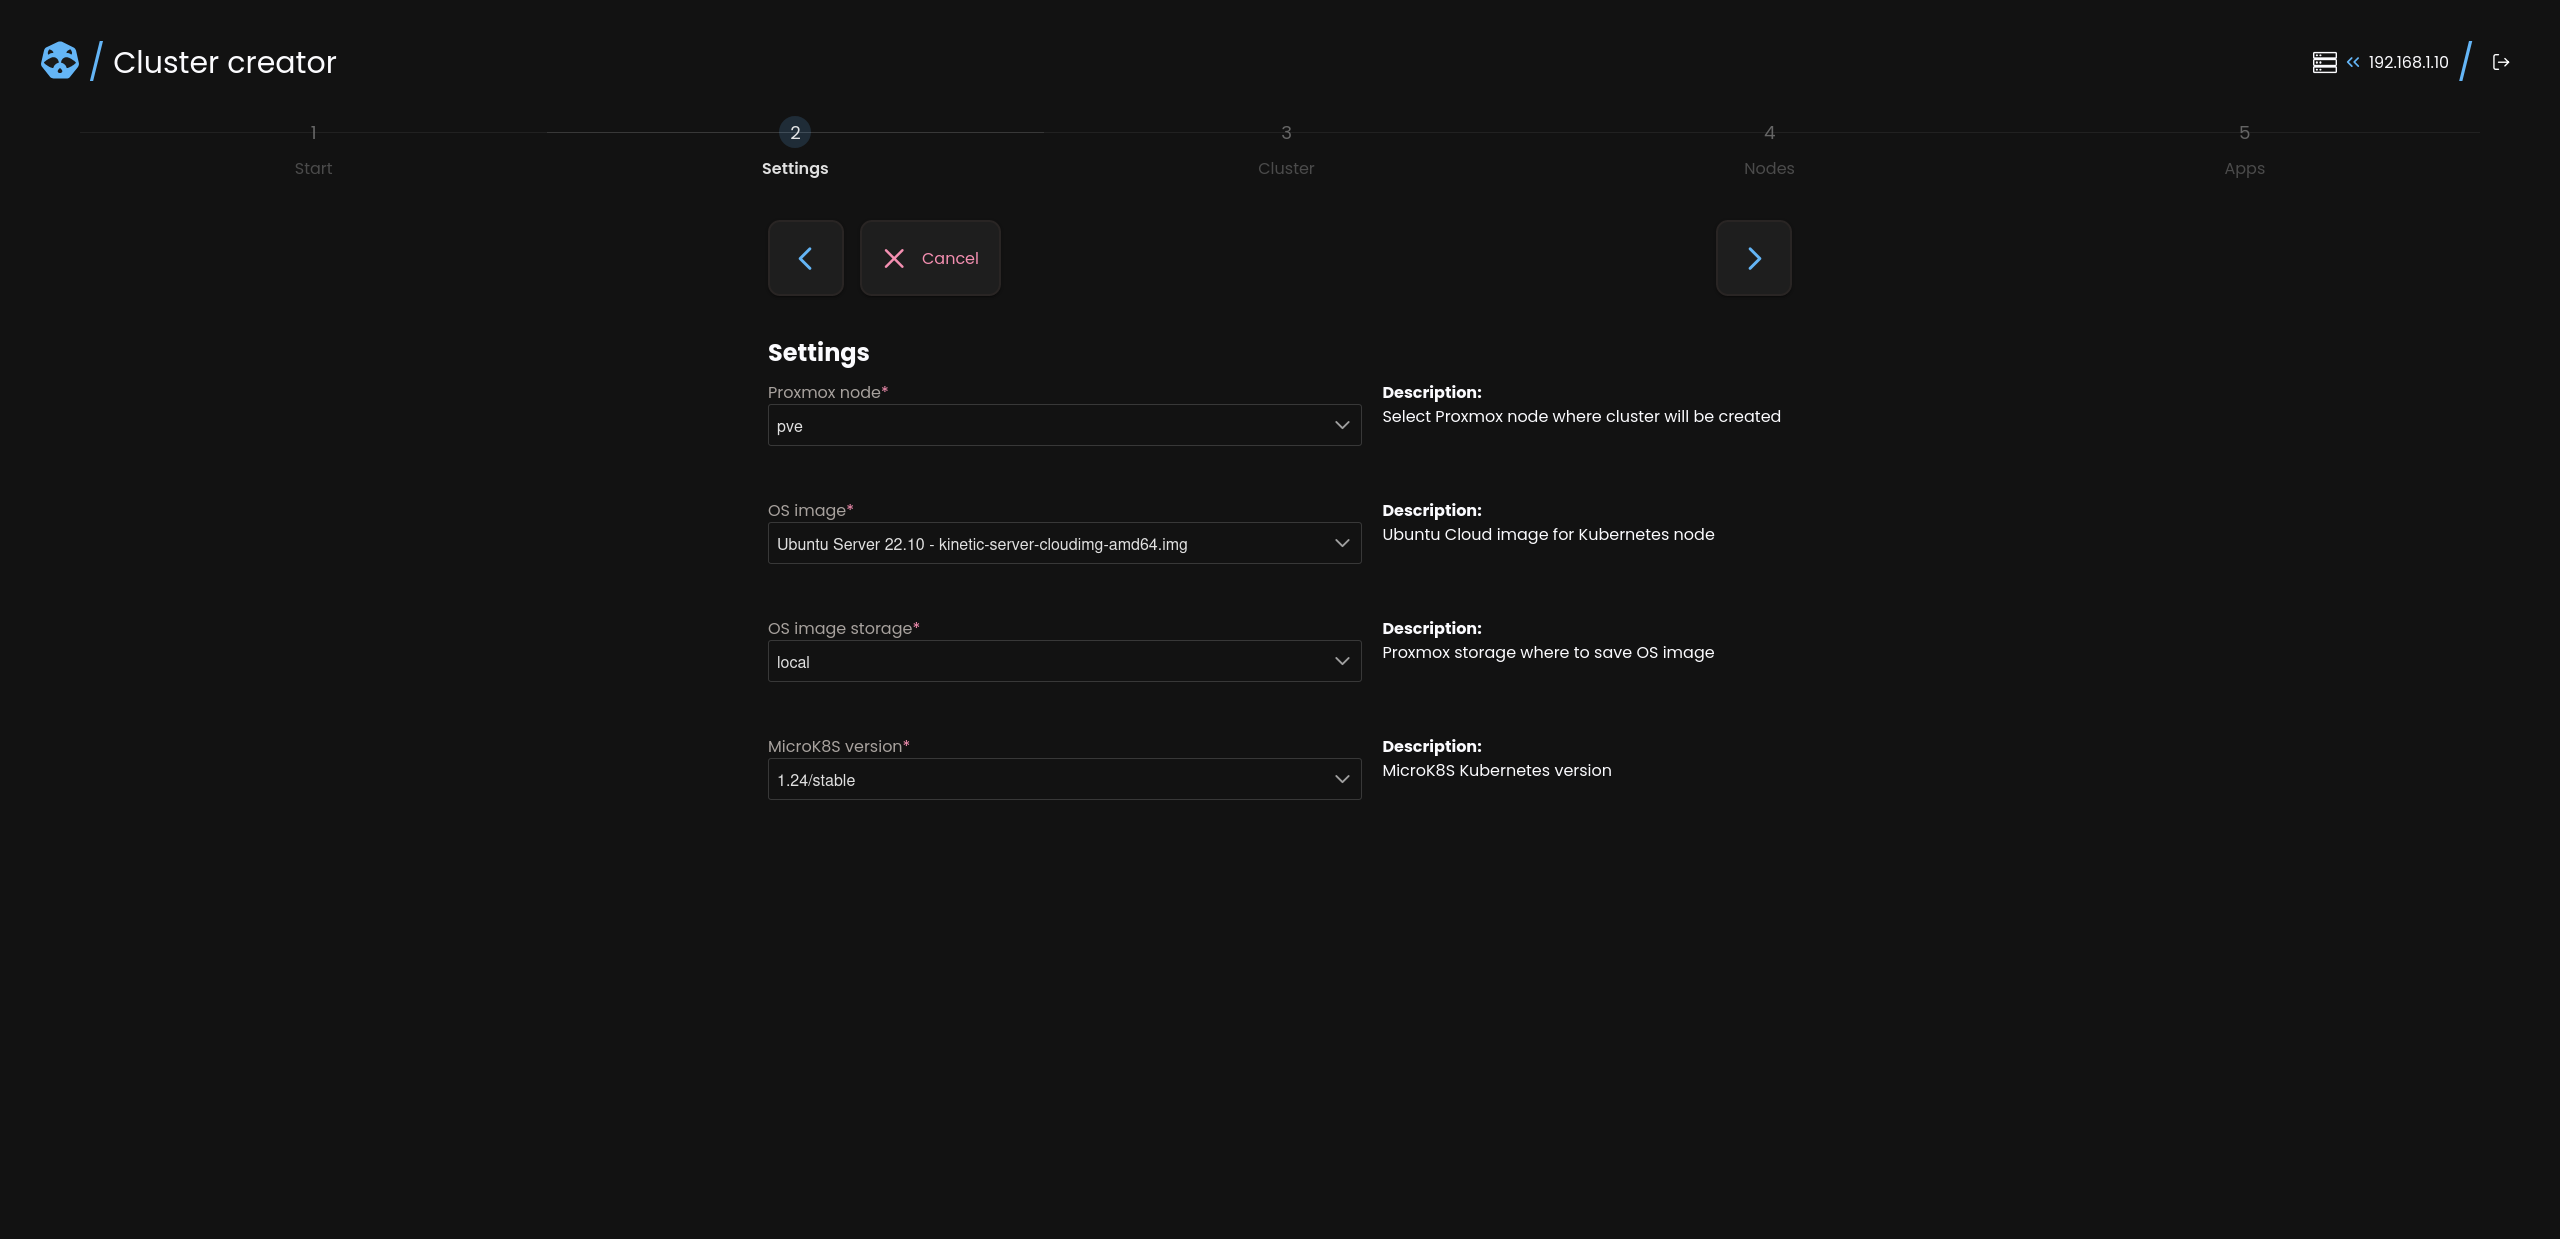 / Cluster creator
« 192.168.1.10 /
1 2 3 4 5
Start Settings Cluster Nodes Apps
Cancel
Settings
Proxmox node*
pve
Description:
Select Proxmox node where cluster will be created
OS image*
Ubuntu Server 22.10 - kinetic-server-cloudimg-amd64.img
Description:
Ubuntu Cloud image for Kubernetes node
OS image storage*
local
Description:
Proxmox storage where to save OS image
MicroK8S version*
1.24/stable
Description:
MicroK8S Kubernetes version